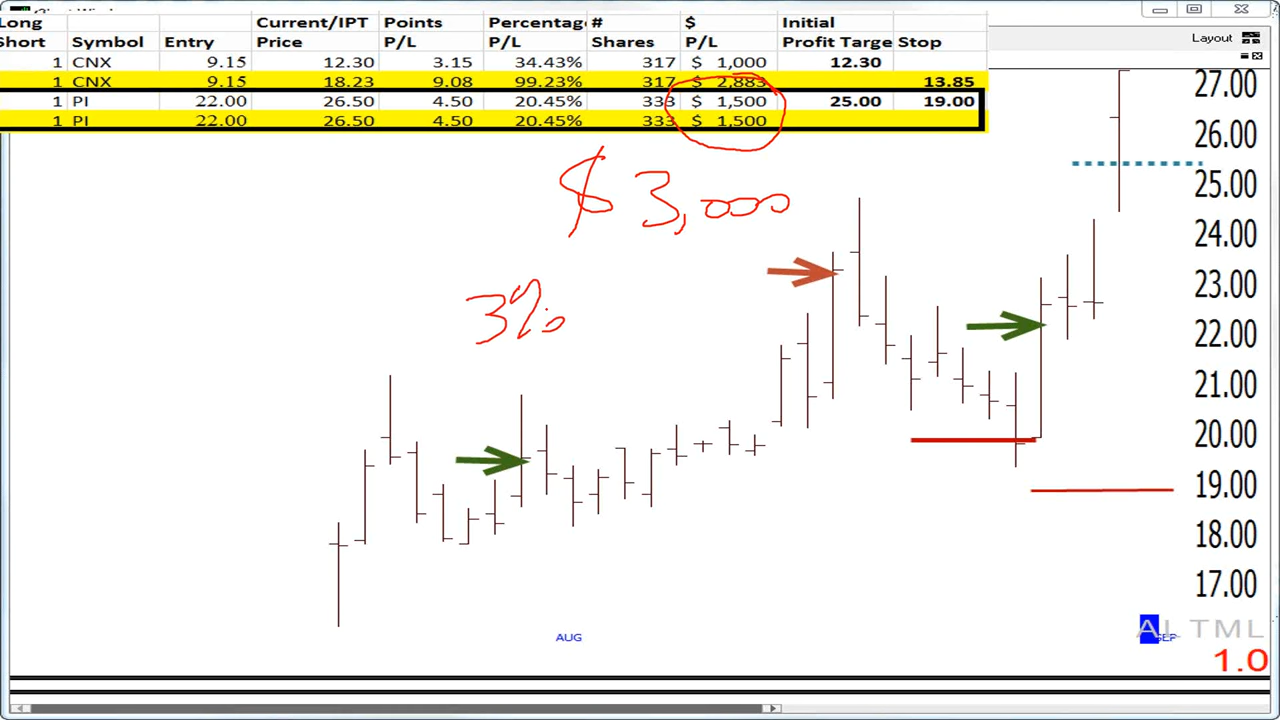 Long Current/IPT Points Percentage # $ Initial
Short Symbol Entry Price P/L P/L Shares P/L Profit Targe Stop
1 CNX 9.15 12.30 3.15 34.43% 317 $ 1,000 12.30
1 CNX 9.15 18.23 9.08 99.23% 317 $ 2,883 13.85
1 PI 22.00 26.50 4.50 20.45% 333 $ 1,500 25.00 19.00
1 PI 22.00 26.50 4.50 20.45% 333 $ 1,500
Layout
$ 3,000
3%
27.00
26.00
25.00
24.00
23.00
22.00
21.00
20.00
19.00
18.00
17.00
AUG
SEP
AL TML
1.0